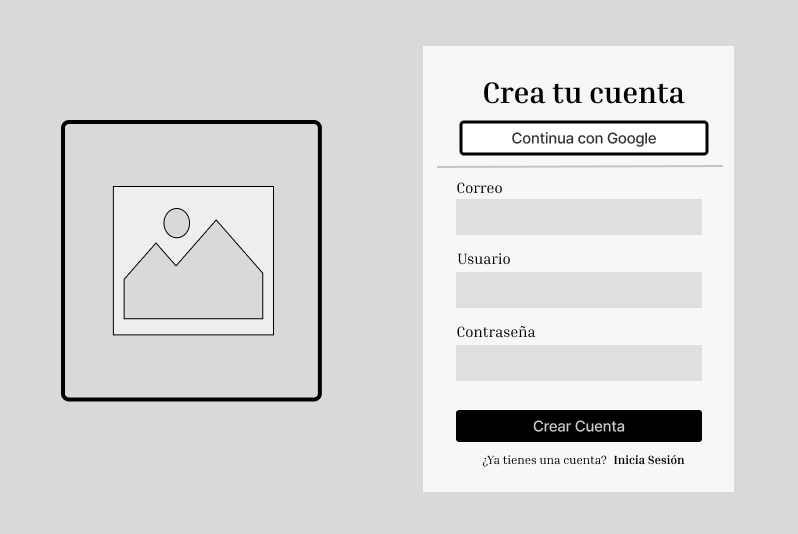 Crea tu cuenta
Continua con Google
Correo
Usuario
Contraseña
Crear Cuenta
¿Ya tienes una cuenta? Inicia Sesión